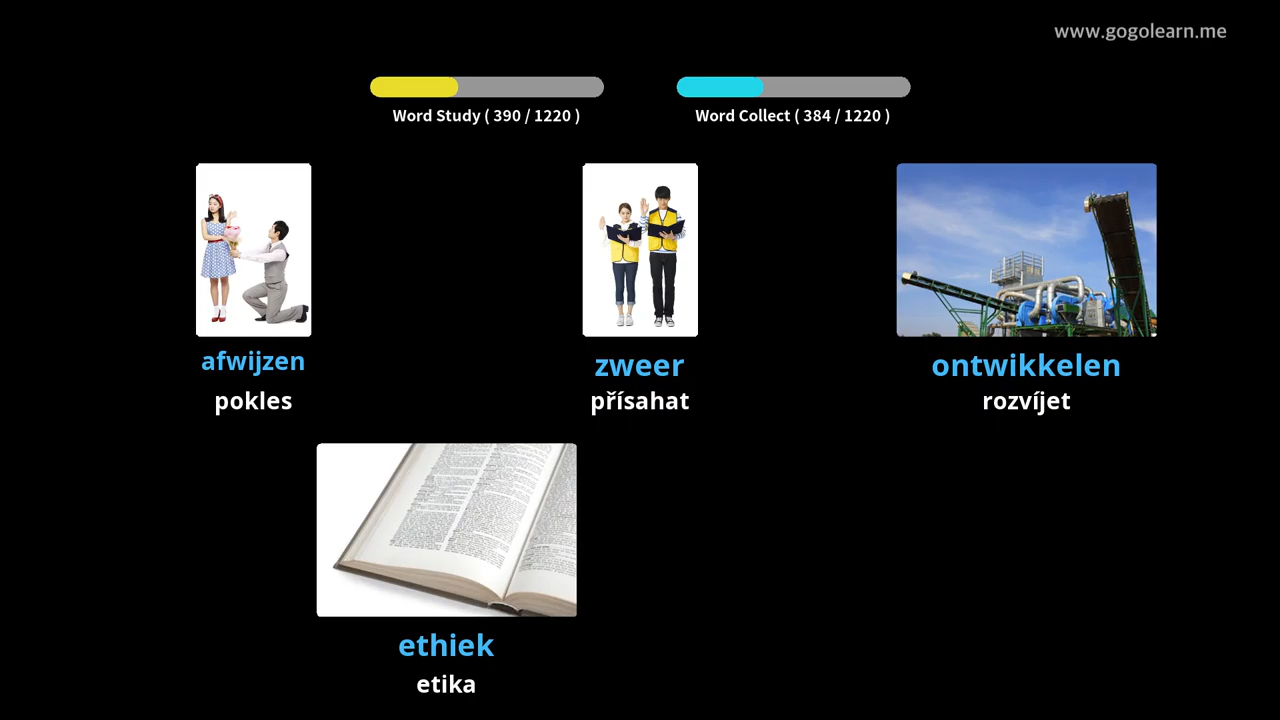 www.gogolearn.me
Word Study ( 390 / 1220 )
Word Collect ( 384 / 1220 )
afwijzen
pokles
zweer
přísahat
ontwikkelen
rozvíjet
ethiek
etika